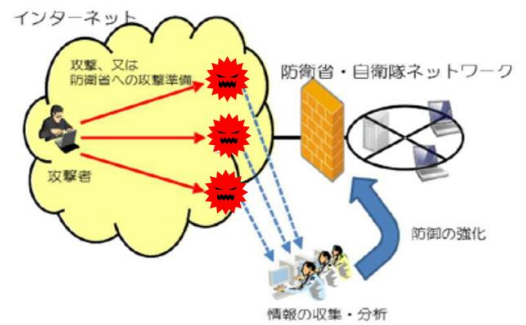 インターネット
攻撃、又は
防衛省への攻撃準備
防衛省・自衛隊ネットワーク
攻撃者
防御の強化
情報の収集・分析